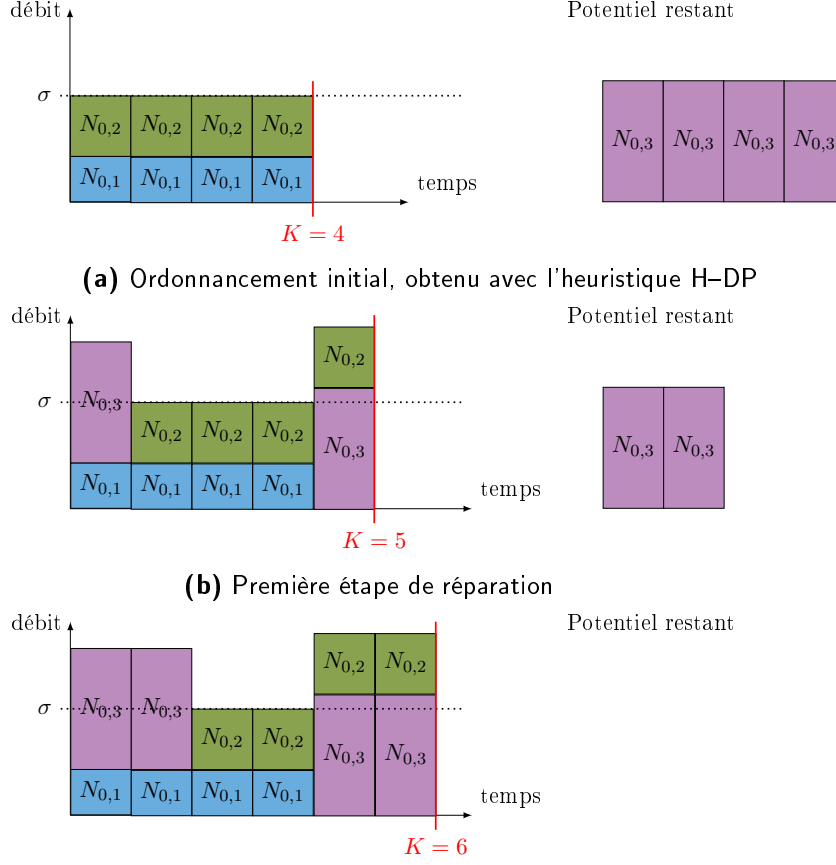 débit
Potentiel restant
σ
N0,2 N0,2 N0,2 N0,2
N0,3 N0,3 N0,3 N0,3
N0,1 N0,1 N0,1 N0,1
temps
K = 4
(a) Ordonnancement initial, obtenu avec l'heuristique H–DP
débit
Potentiel restant
N0,2
σ
N0,3
N0,2 N0,2 N0,2
N0,3
N0,3 N0,3
N0,1 N0,1 N0,1 N0,1
temps
K = 5
(b) Première étape de réparation
débit
Potentiel restant
N0,2 N0,2
σ
N0,3 N0,3
N0,2 N0,2
N0,3 N0,3
N0,1 N0,1 N0,1 N0,1
temps
K = 6